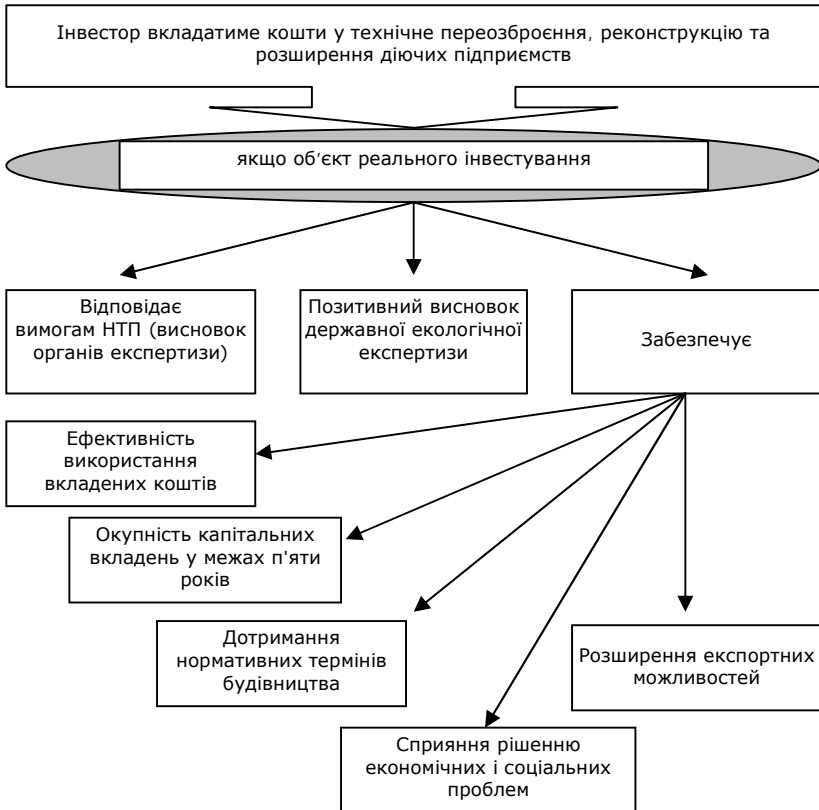 Інвестор вкладатиме кошти у технічне переозброєння, реконструкцію та
розширення діючих підприємств
якщо об'єкт реального інвестування
Відповідає
вимогам НТП (висновок
органів експертизи)
Позитивний висновок
державної екологічної
експертизи
Забезпечує
Ефективність
використання
вкладених коштів
Окупність капітальних
вкладень у межах п'яти
років
Дотримання
нормативних термінів
будівництва
Розширення експортних
можливостей
Сприяння рішенню
економічних і соціальних
проблем